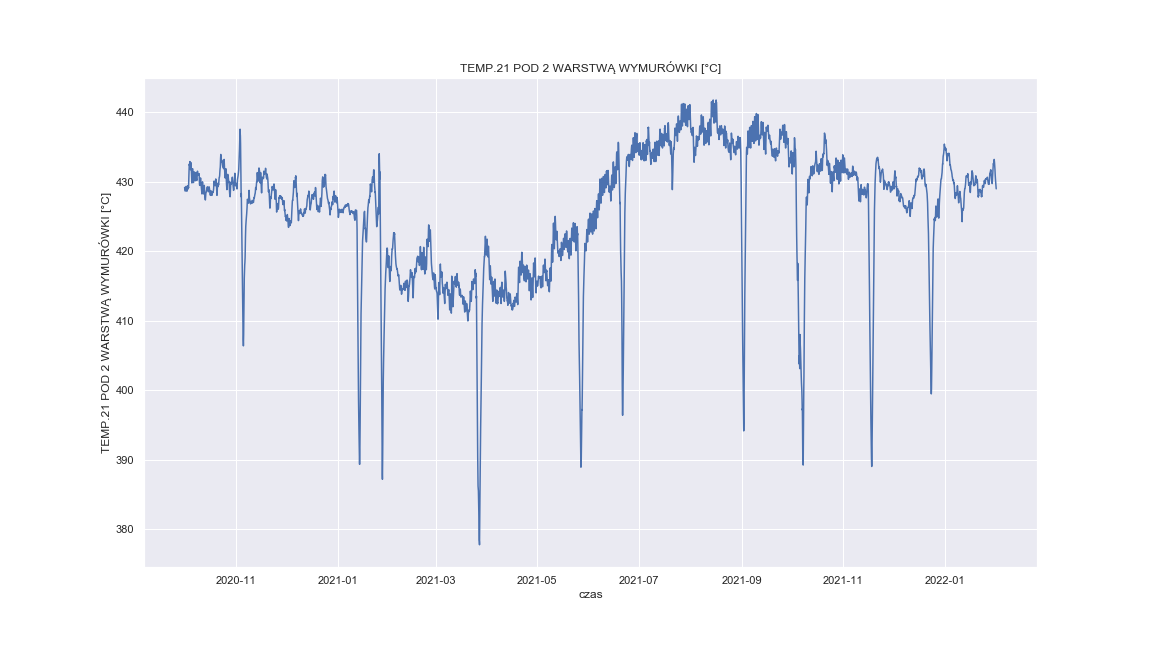 TEMP.21 POD 2 WARSTWĄ WYMURÓWKI [°C]
TEMP.21 POD 2 WARSTWĄ WYMURÓWKI [°C]
440
430
420
410
400
390
380
2020-11 2021-01 2021-03 2021-05 2021-07 2021-09 2021-11 2022-01
czas